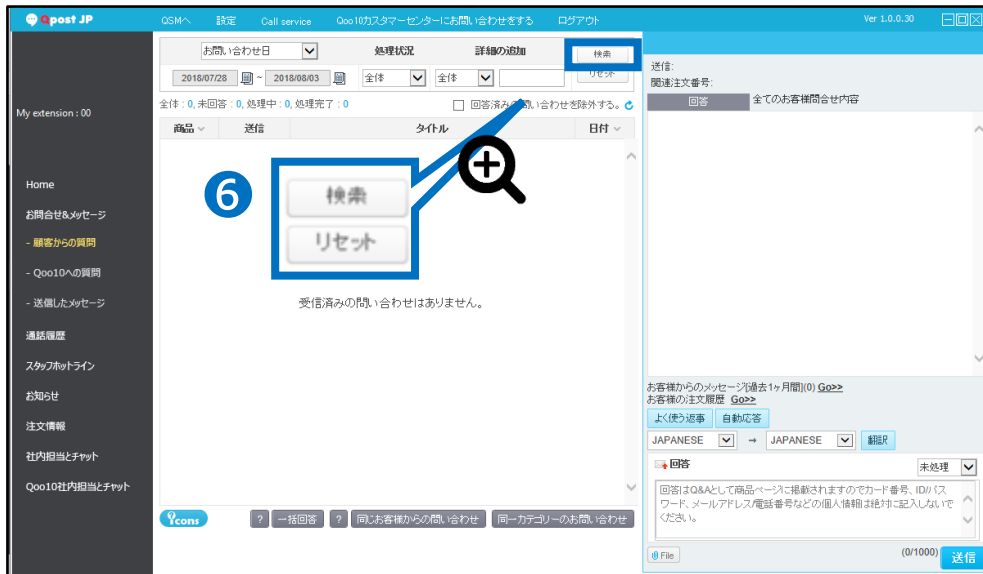 Qpost JP
QSMへ 設定 Call service Qoo10カスタマーセンターにお問い合わせをする ログアウト
Ver 1.0.0.30
My extension : 00
Home
お問合せ&メッセージ
- 顧客からの質問
- Qoo10への質問
- 送信したメッセージ
通話履歴
スタッフホットライン
お知らせ
注文情報
社内担当とチャット
Qoo10社内担当とチャット
お問い合わせ日 処理状況 詳細の追加 検索
2018/07/28 ~ 2018/08/03 全体 全体 リセット
全体 : 0, 未回答 : 0, 処理中 : 0, 処理完了 : 0
回答済みの問い合わせを除外する。
商品 送信 タイトル 日付
6
検索
リセット
受信済みの問い合わせはありません。
Qcons ? 一括回答 ? 同じお客様からの問い合わせ 同一カテゴリーのお問い合わせ
送信:
関連注文番号:
回答 全てのお客様問合せ内容
お客様からのメッセージ[過去1ヶ月間](0) Go>>
お客様の注文履歴 Go>>
よく使う返事 自動応答
JAPANESE → JAPANESE 翻訳
回答 未処理
回答はQ&Aとして商品ページに掲載されますのでカード番号、ID/パス
ワード、メールアドレス/電話番号などの個人情報は絶対に記入しないで
ください。
File (0/1000) 送信